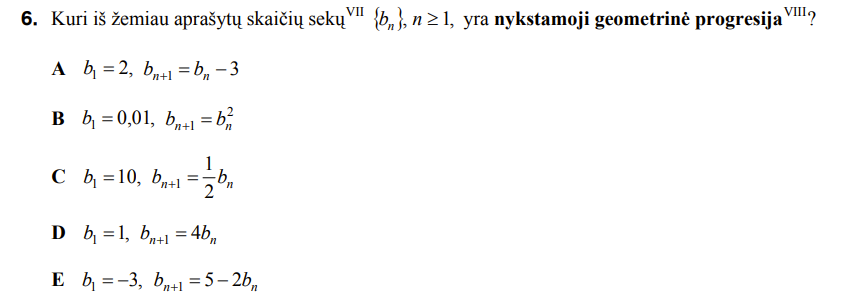 6. Kuri iš žemiau aprašytų skaičių sekų^VII {b_n}, n ≥ 1, yra nykstamoji geometrinė progresija^VIII?
A b_1 = 2, b_{n+1} = b_n − 3
B b_1 = 0,01, b_{n+1} = b_n^2
C b_1 = 10, b_{n+1} = \frac{1}{2} b_n
D b_1 = 1, b_{n+1} = 4b_n
E b_1 = −3, b_{n+1} = 5 − 2b_n